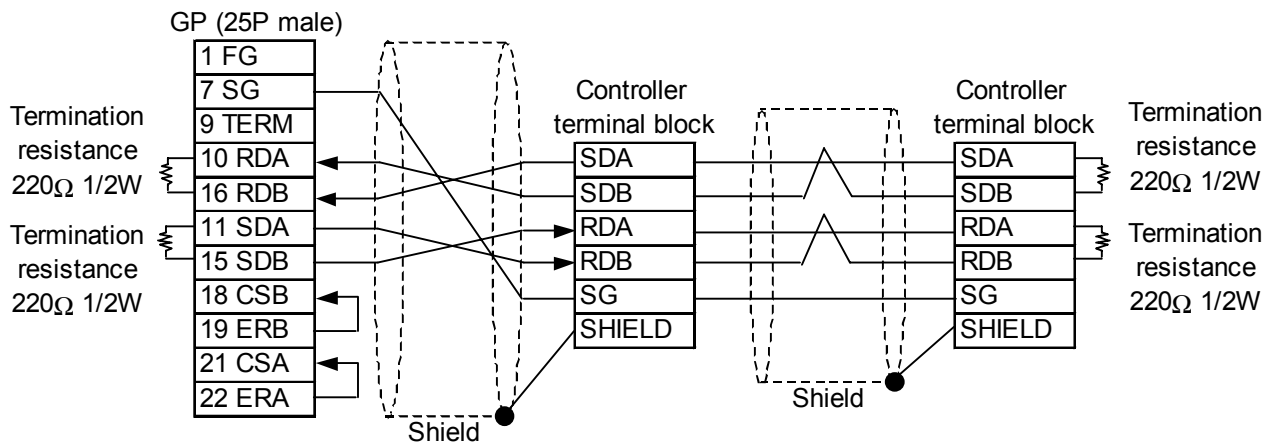 GP (25P male)
1 FG
7 SG
9 TERM
10 RDA
16 RDB
11 SDA
15 SDB
18 CSB
19 ERB
21 CSA
22 ERA
Termination
resistance
220Ω 1/2W
Termination
resistance
220Ω 1/2W
Shield
Controller
terminal block
SDA
SDB
RDA
RDB
SG
SHIELD
Shield
Controller
terminal block
SDA
SDB
RDA
RDB
SG
SHIELD
Termination
resistance
220Ω 1/2W
Termination
resistance
220Ω 1/2W